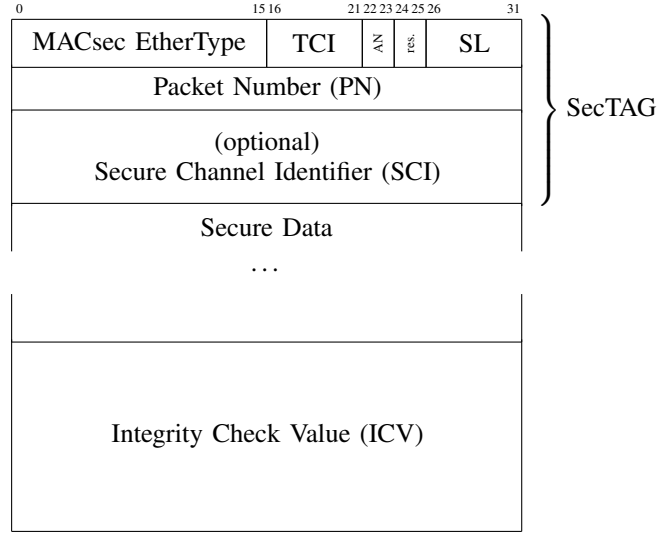 0 15 16 21 22 23 24 25 26 31
MACsec EtherType TCI AN res. SL
Packet Number (PN)
SecTAG
(optional)
Secure Channel Identifier (SCI)
Secure Data
...
Integrity Check Value (ICV)